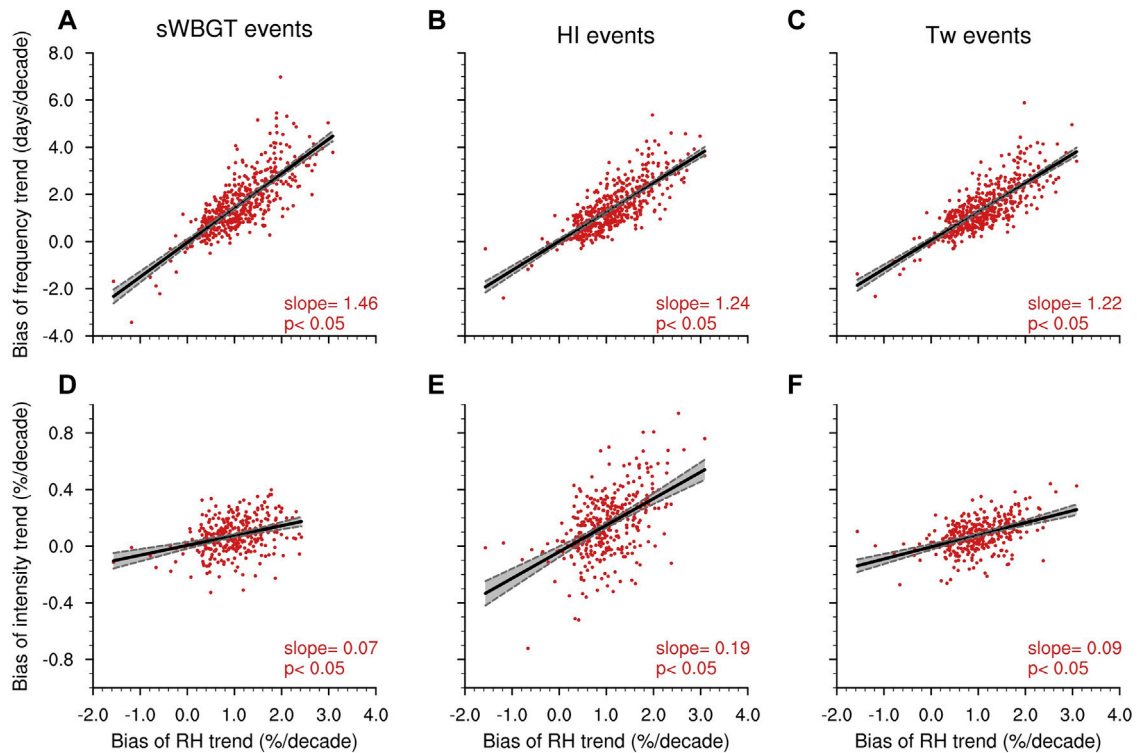 A sWBGT events
B HI events
C Tw events
Bias of frequency trend (days/decade)
8.0
6.0
4.0
2.0
0.0
-2.0
-4.0
slope= 1.46
p< 0.05
slope= 1.24
p< 0.05
slope= 1.22
p< 0.05
D
E
F
Bias of intensity trend (%/decade)
0.8
0.4
0.0
-0.4
-0.8
slope= 0.07
p< 0.05
slope= 0.19
p< 0.05
slope= 0.09
p< 0.05
-2.0 -1.0 0.0 1.0 2.0 3.0 4.0
-2.0 -1.0 0.0 1.0 2.0 3.0 4.0
-2.0 -1.0 0.0 1.0 2.0 3.0 4.0
Bias of RH trend (%/decade)
Bias of RH trend (%/decade)
Bias of RH trend (%/decade)